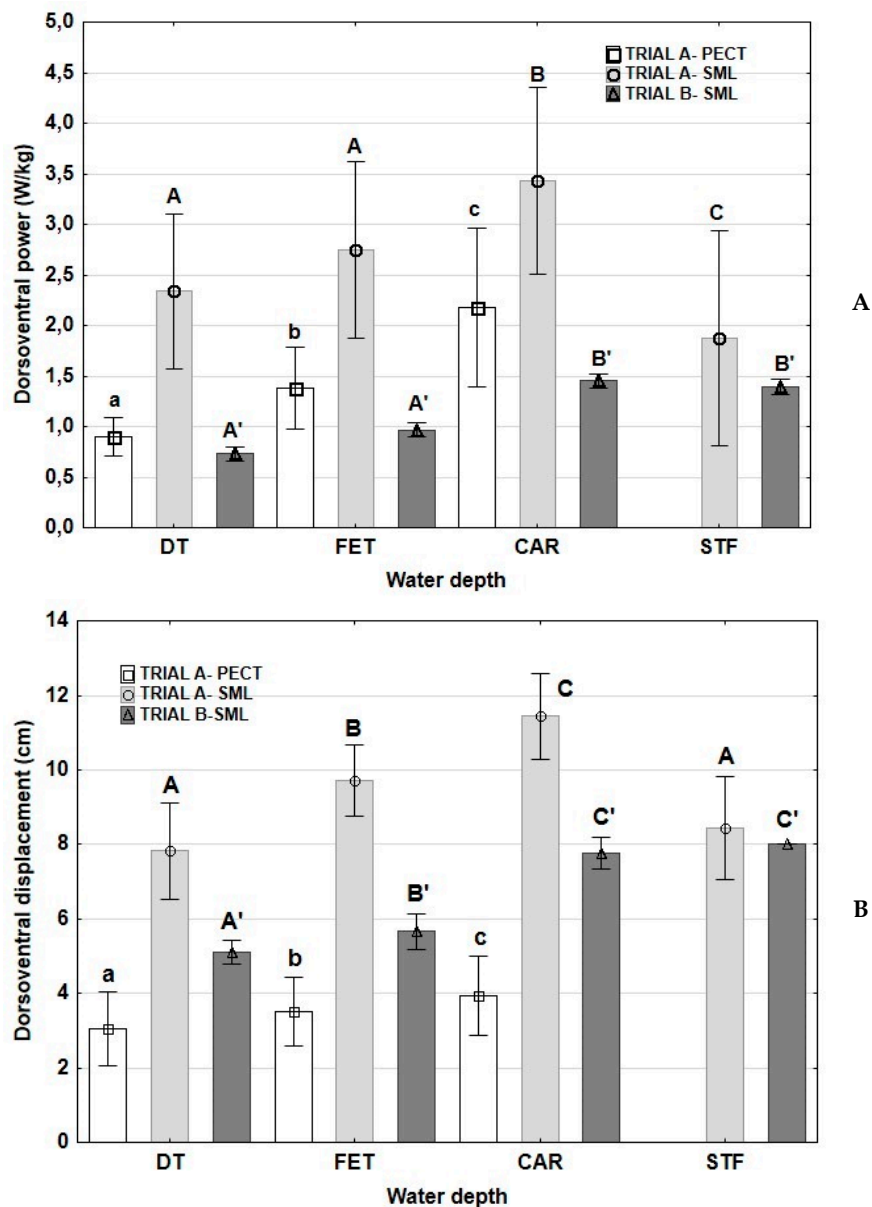 5,0
4,5
4,0
3,5
3,0
2,5
2,0
1,5
1,0
0,5
0,0
Dorsoventral power (W/kg)
TRIAL A- PECT
TRIAL A- SML
TRIAL B- SML
a
A
A'
b
A
A'
c
B
B'
C
B'
DT FET CAR STF
Water depth
A
14
12
10
8
6
4
2
0
Dorsoventral displacement (cm)
TRIAL A- PECT
TRIAL A- SML
TRIAL B-SML
a
A
A'
b
B
B'
c
C
C'
A
C'
DT FET CAR STF
Water depth
B